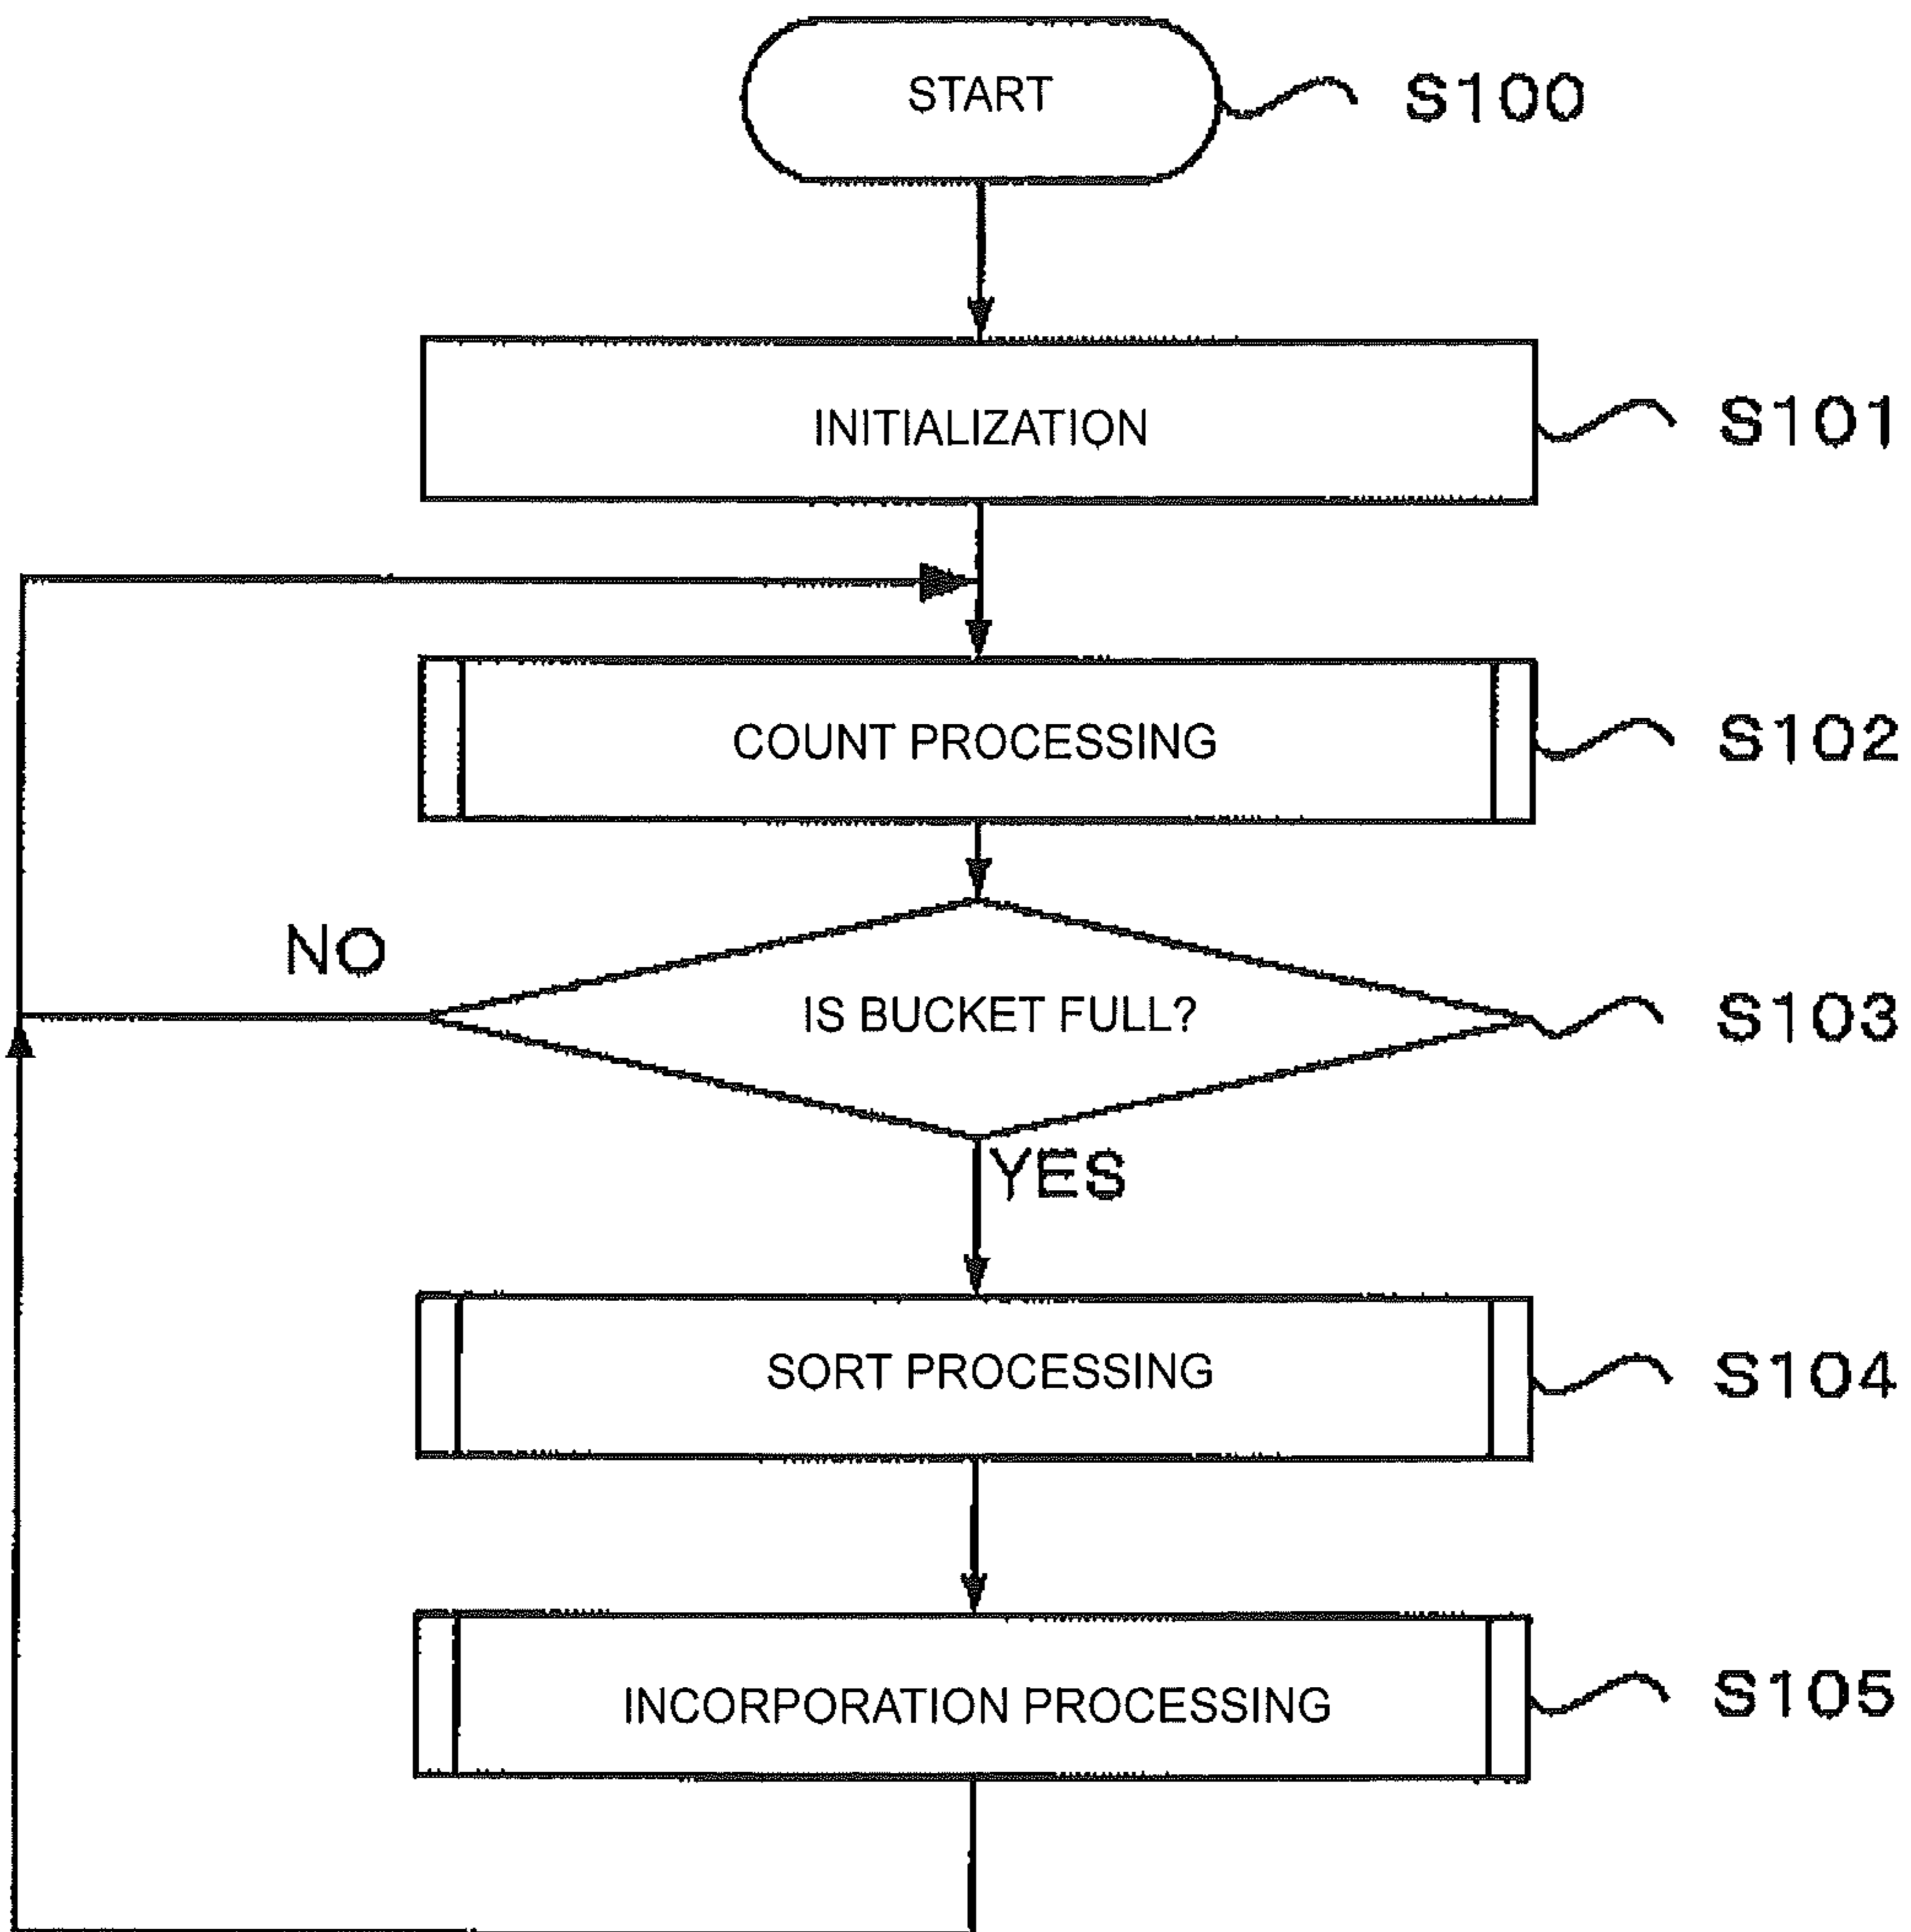 START
S100
INITIALIZATION
S101
COUNT PROCESSING
S102
NO
IS BUCKET FULL?
S103
YES
SORT PROCESSING
S104
INCORPORATION PROCESSING
S105